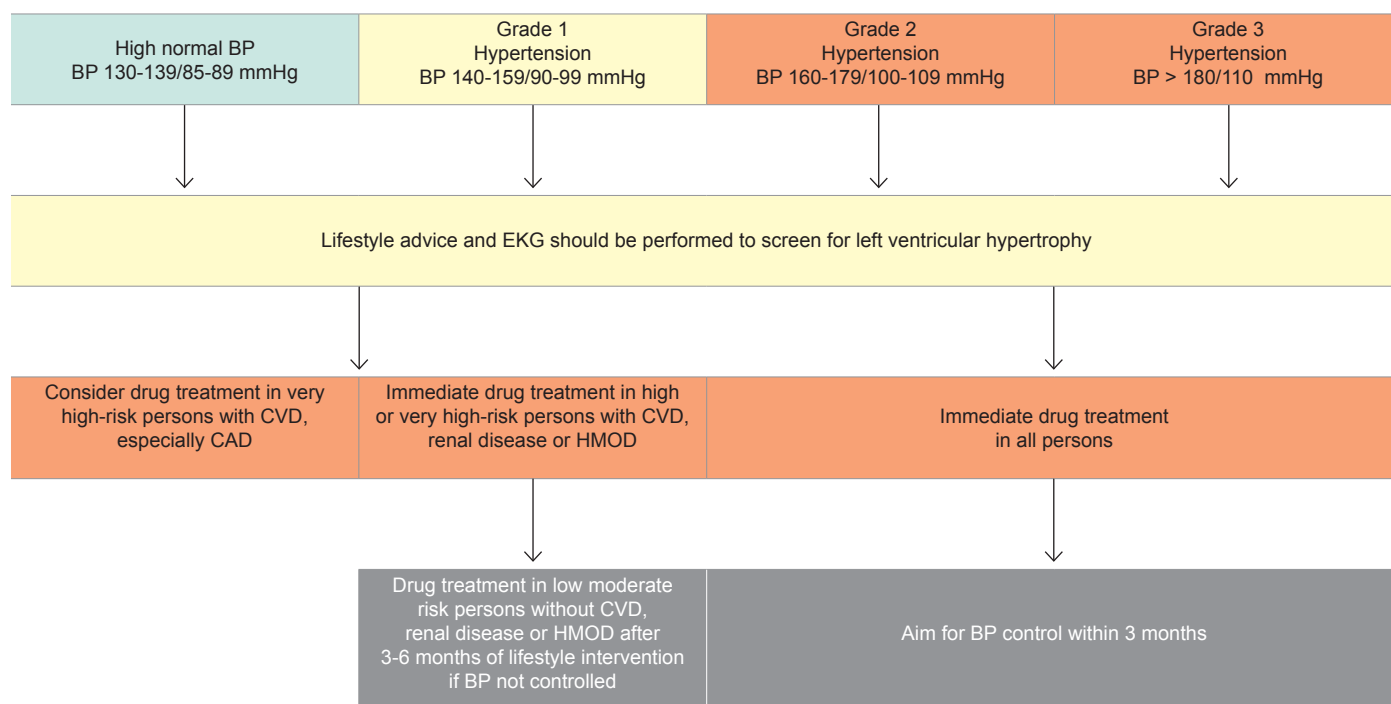 High normal BP
BP 130-139/85-89 mmHg
Grade 1
Hypertension
BP 140-159/90-99 mmHg
Grade 2
Hypertension
BP 160-179/100-109 mmHg
Grade 3
Hypertension
BP > 180/110 mmHg
Lifestyle advice and EKG should be performed to screen for left ventricular hypertrophy
Consider drug treatment in very
high-risk persons with CVD,
especially CAD
Immediate drug treatment in high
or very high-risk persons with CVD,
renal disease or HMOD
Immediate drug treatment
in all persons
Drug treatment in low moderate
risk persons without CVD,
renal disease or HMOD after
3-6 months of lifestyle intervention
if BP not controlled
Aim for BP control within 3 months